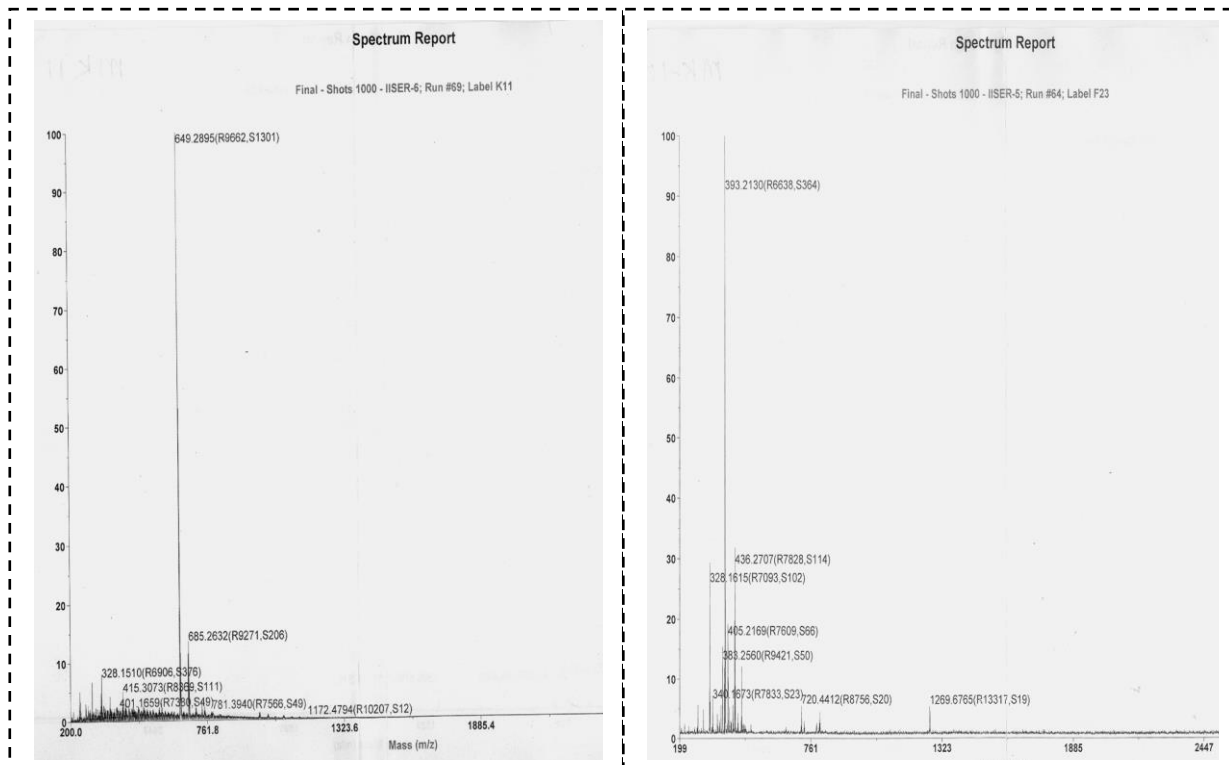 Spectrum Report
Final - Shots 1000 - IISER-6; Run #69; Label K11
100
649.2895(R9662,S1301)
90
80
70
60
50
40
30
20
685.2632(R9271,S206)
10
328.1510(R6906,S376)
415.3073(R8369,S111)
401.1659(R7380,S49)
781.3940(R7566,S49)
1172.4794(R10207,S12)
0
200.0
761.8
1323.6
1885.4
Mass (m/z)
Spectrum Report
Final - Shots 1000 - IISER-5; Run #64; Label F23
100
393.2130(R6638,S364)
90
80
70
60
50
40
30
436.2707(R7828,S114)
328.1615(R7093,S102)
20
405.2169(R7609,S66)
383.2560(R9421,S50)
10
340.1673(R7833,S23)
720.4412(R8756,S20)
1269.6765(R13317,S19)
0
199
761
1323
1885
2447